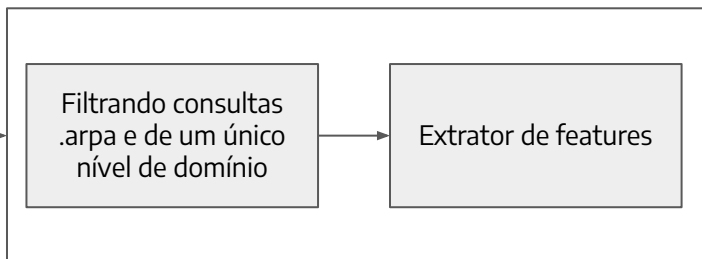 Filtrando consultas
.arpa e de um único
nível de domínio
Extrator de features